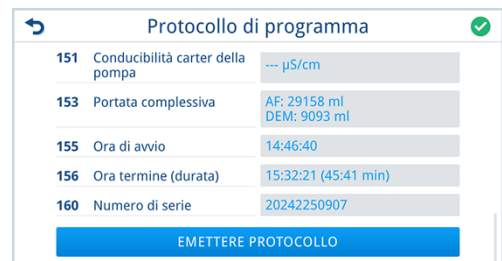 Protocollo di programma
151 Conducibilità carter della pompa --- µS/cm
153 Portata complessiva AF: 29158 ml
DEM: 9093 ml
155 Ora di avvio 14:46:40
156 Ora termine (durata) 15:32:21 (45:41 min)
160 Numero di serie 20242250907
EMETTERE PROTOCOLLO